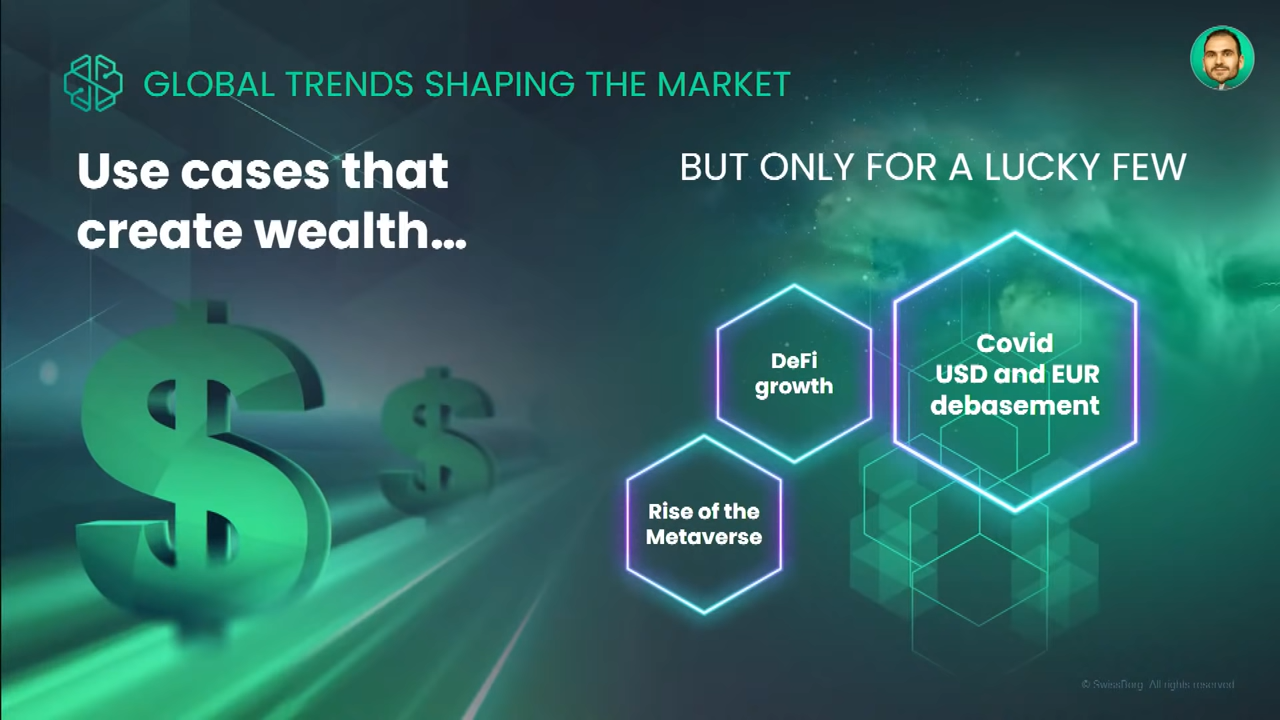 GLOBAL TRENDS SHAPING THE MARKET
Use cases that
create wealth...
BUT ONLY FOR A LUCKY FEW
DeFi
growth
Covid
USD and EUR
debasement
Rise of the
Metaverse
© SwissBorg. All rights reserved